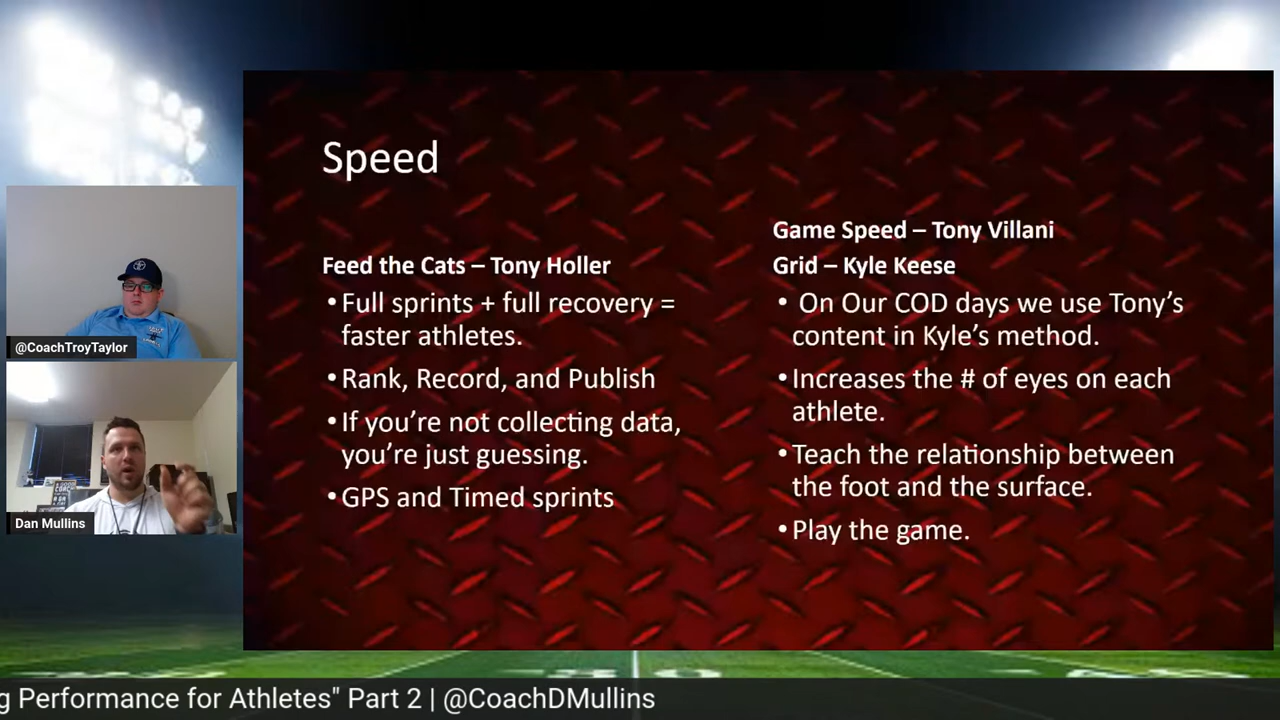 Speed
Feed the Cats – Tony Holler
•Full sprints + full recovery =
faster athletes.
•Rank, Record, and Publish
•If you're not collecting data,
you're just guessing.
•GPS and Timed sprints
Game Speed – Tony Villani
Grid – Kyle Keese
• On Our COD days we use Tony's
content in Kyle's method.
•Increases the # of eyes on each
athlete.
•Teach the relationship between
the foot and the surface.
•Play the game.
@CoachTroyTaylor
Dan Mullins
g Performance for Athletes" Part 2 | @CoachDMullins